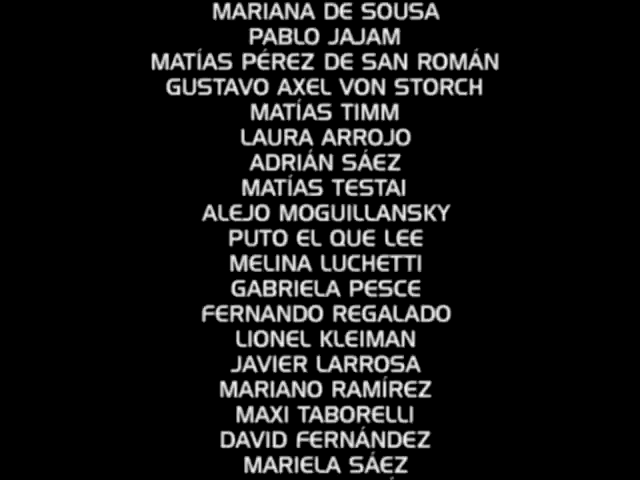 MARIANA DE SOUSA
PABLO JAJAM
MATÍAS PÉREZ DE SAN ROMÁN
GUSTAVO AXEL VON STORCH
MATÍAS TIMM
LAURA ARROJO
ADRIÁN SÁEZ
MATÍAS TESTAI
ALEJO MOGUILLANSKY
PUTO EL QUE LEE
MELINA LUCHETTI
GABRIELA PESCE
FERNANDO REGALADO
LIONEL KLEIMAN
JAVIER LARROSA
MARIANO RAMÍREZ
MAXI TABORELLI
DAVID FERNÁNDEZ
MARIELA SÁEZ